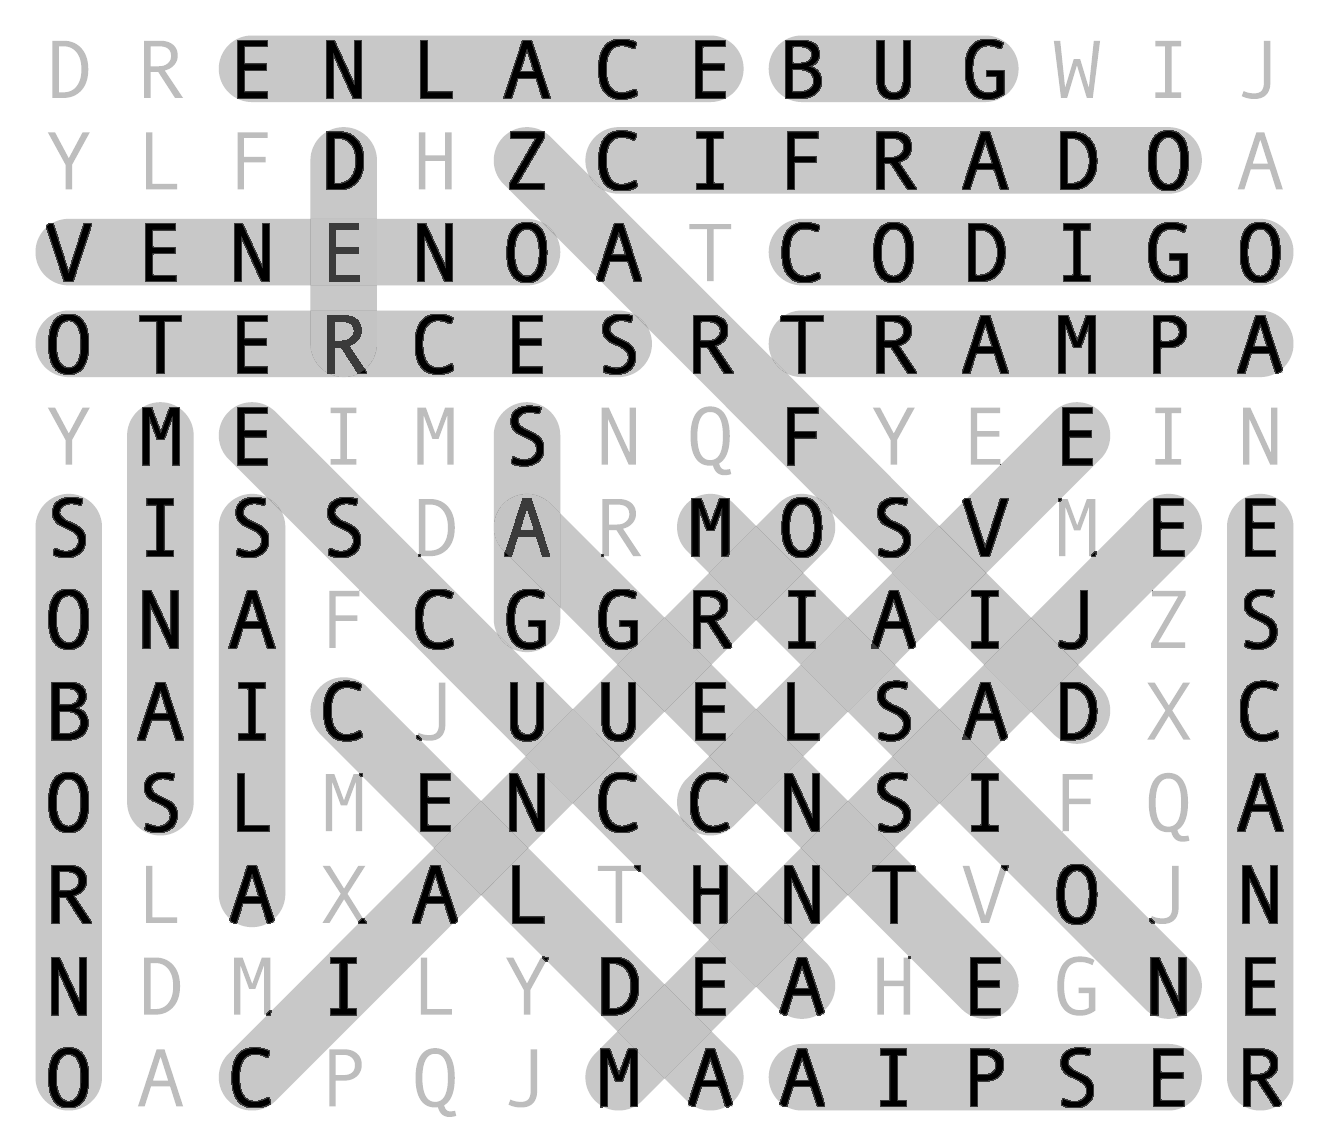 D R E N L A C E B U G W I J
Y L F D H Z C I F R A D O A
V E N E N O A T C O D I G O
O T E R C E S R T R A M P A
Y M E I M S N Q F Y E E I N
S I S S D A R M O S V M E E
O N A F C G G R I A I J Z S
B A I C J U U E L S A D X C
O S L M E N C C N S I F Q A
R L A X A L T H N T V O J N
N D M I L Y D E A H E G N E
O A C P Q J M A A I P S E R